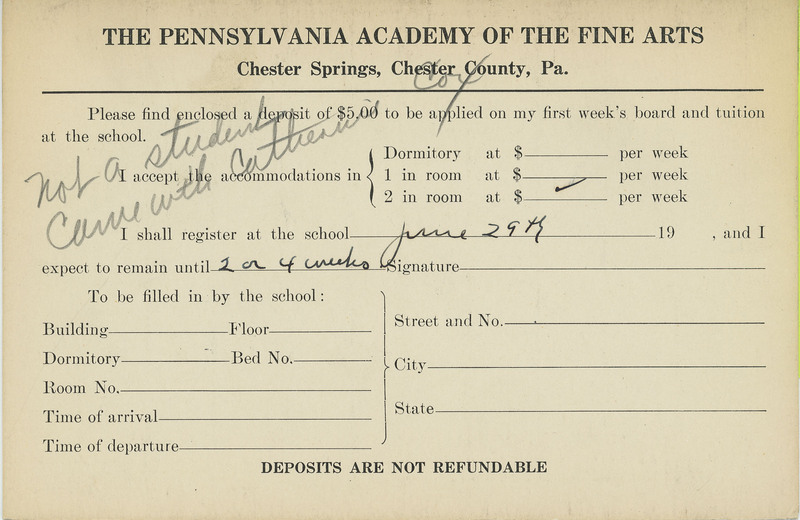 THE PENNSYLVANIA ACADEMY OF THE FINE ARTS
Chester Springs, Chester County, Pa.
Cox
Please find enclosed a deposit of $5.00 to be applied on my first week's board and tuition
at the school.
not a student
Came with Catherine
I accept the accommodations in
Dormitory at $ per week
1 in room at $ per week
2 in room at $ ✓ per week
I shall register at the school June 29th 19 , and I
expect to remain until 2 or 4 weeks Signature
To be filled in by the school:
Building Floor
Dormitory Bed No.
Room No.
Time of arrival
Time of departure
Street and No.
City
State
DEPOSITS ARE NOT REFUNDABLE